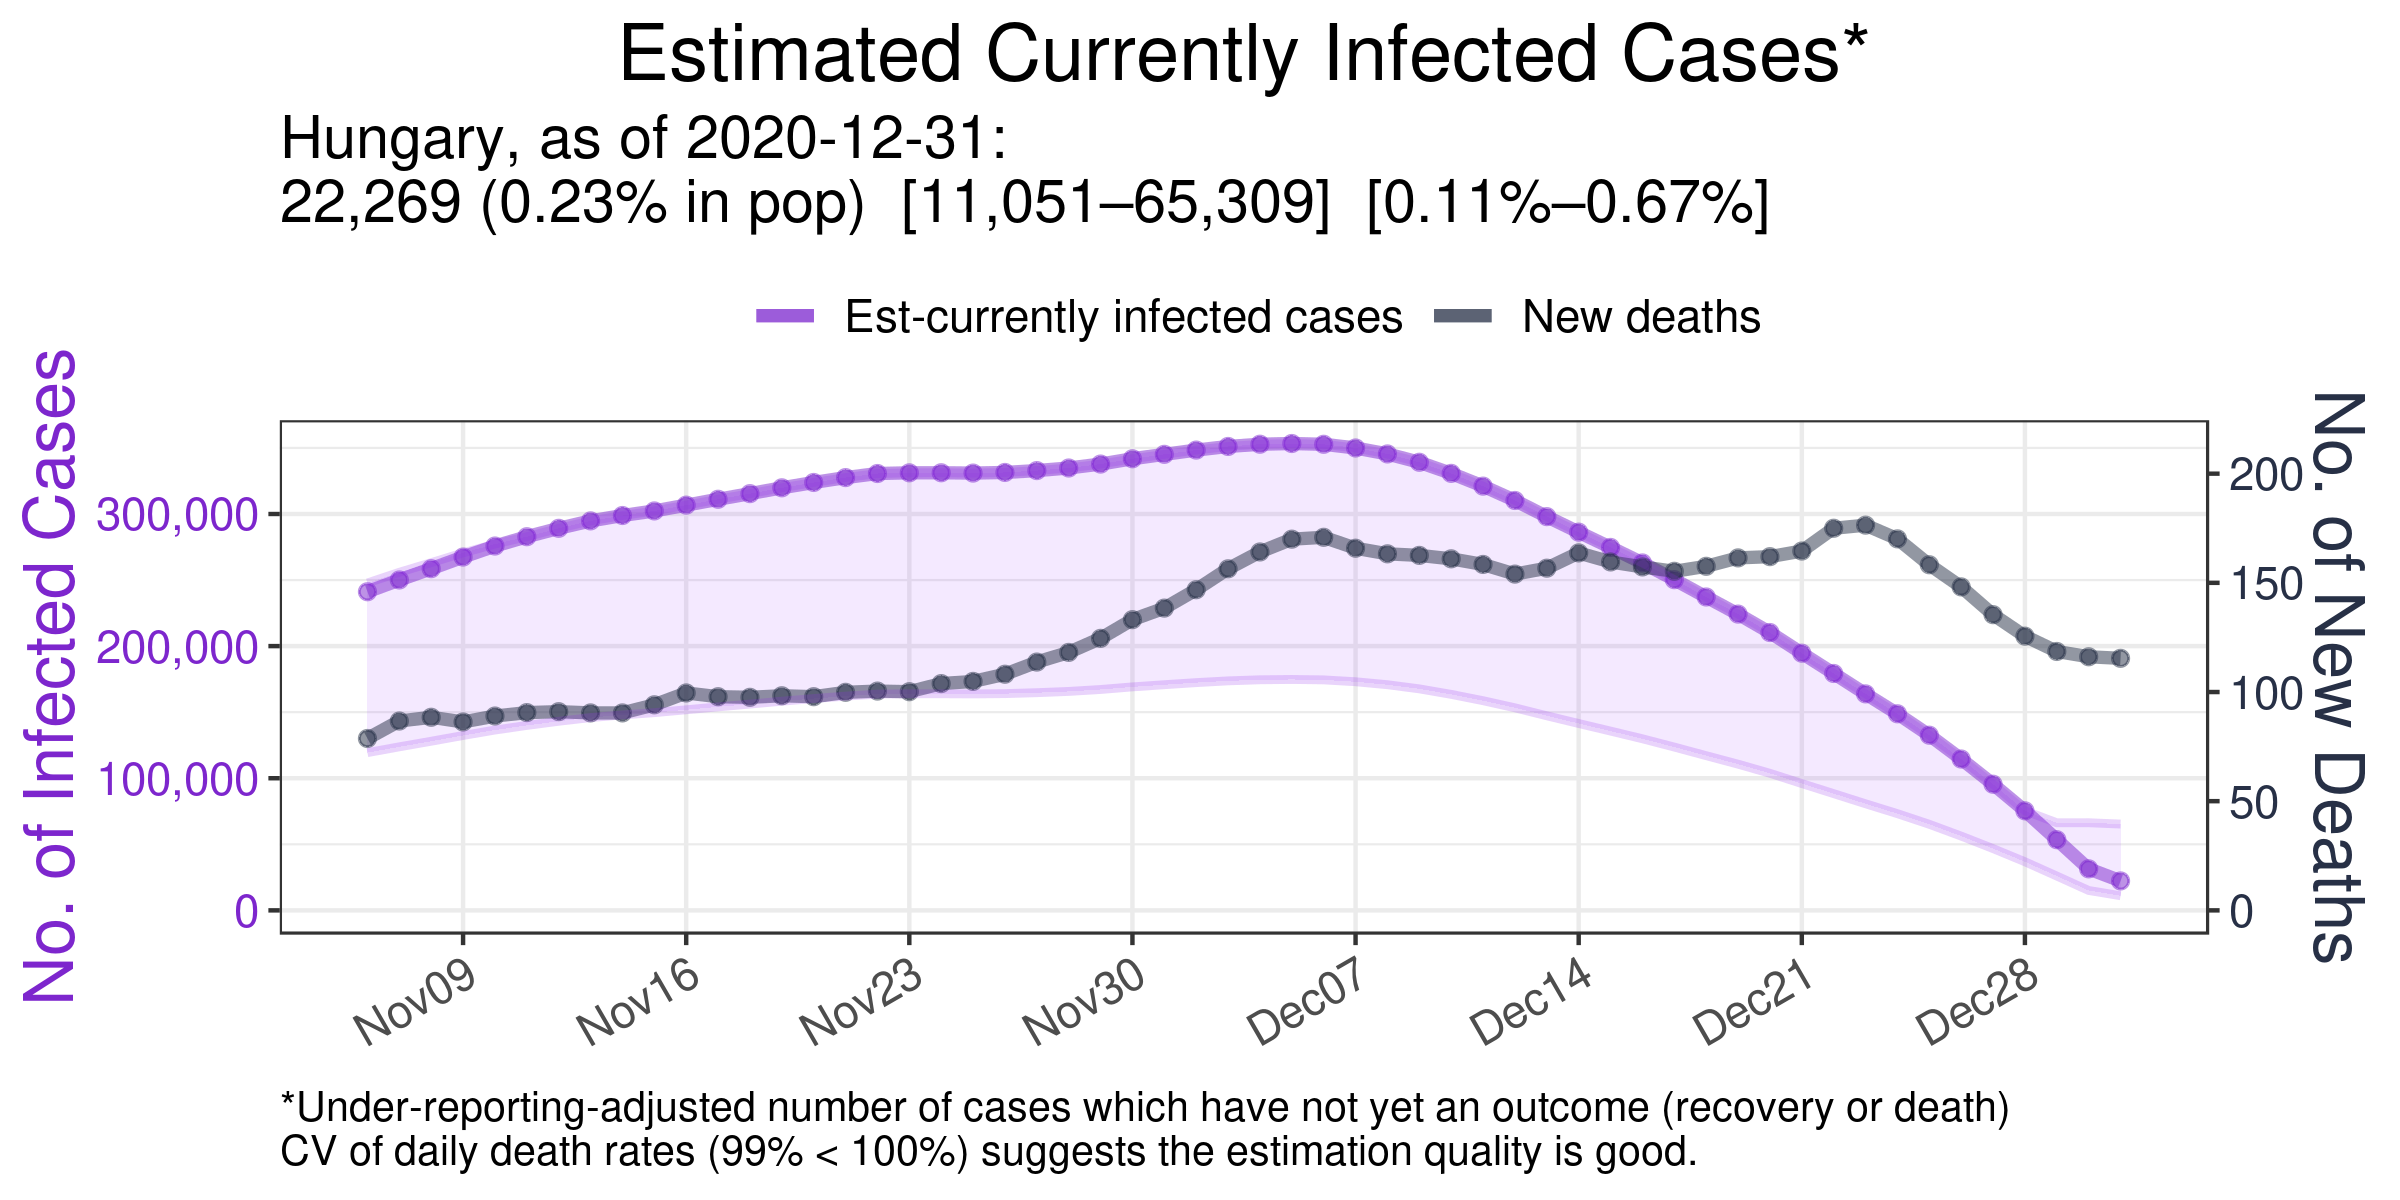 Estimated Currently Infected Cases*
Hungary, as of 2020-12-31:
22,269 (0.23% in pop)  [11,051–65,309]  [0.11%–0.67%]
Est-currently infected cases
New deaths
No. of Infected Cases
300,000
200,000
100,000
0
No. of New Deaths
200
150
100
50
0
Nov09
Nov16
Nov23
Nov30
Dec07
Dec14
Dec21
Dec28
*Under-reporting-adjusted number of cases which have not yet an outcome (recovery or death)
CV of daily death rates (99% < 100%) suggests the estimation quality is good.